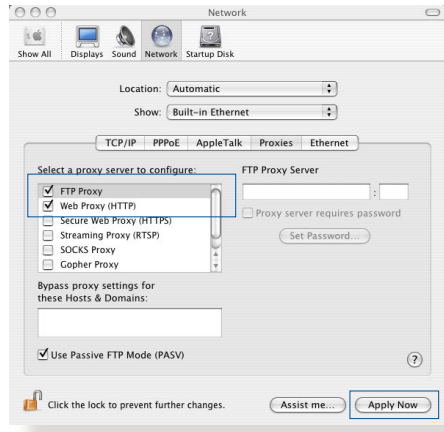 Network
Show All Displays Sound Network Startup Disk
Location: Automatic
Show: Built-in Ethernet
TCP/IP PPPoE AppleTalk Proxies Ethernet
Select a proxy server to configure: FTP Proxy Server
FTP Proxy
:
Web Proxy (HTTP)
Proxy server requires password
Secure Web Proxy (HTTPS)
Streaming Proxy (RTSP)
Set Password...
SOCKS Proxy
Gopher Proxy
Bypass proxy settings for
these Hosts & Domains:
Use Passive FTP Mode (PASV)
?
Click the lock to prevent further changes.
Assist me... Apply Now